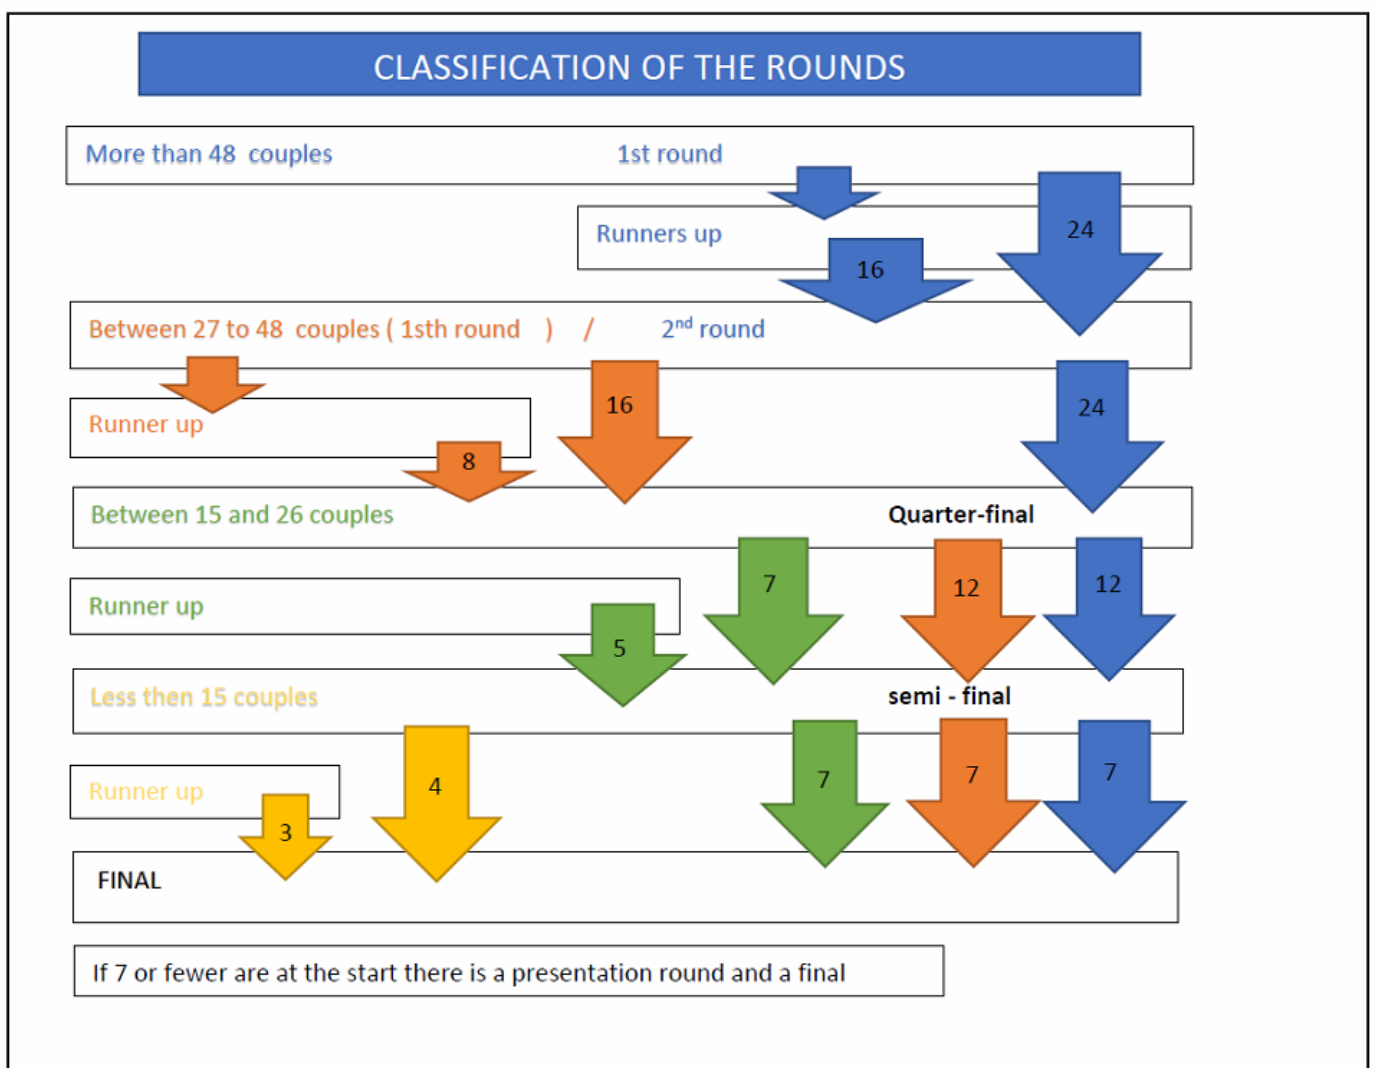 CLASSIFICATION OF THE ROUNDS
More than 48 couples 1st round
Runners up
24
16
Between 27 to 48 couples ( 1sth round ) / 2nd round
16
24
Runner up
8
Between 15 and 26 couples Quarter-final
7
12
12
Runner up
5
Less then 15 couples semi - final
4
7
7
7
Runner up
3
FINAL
If 7 or fewer are at the start there is a presentation round and a final